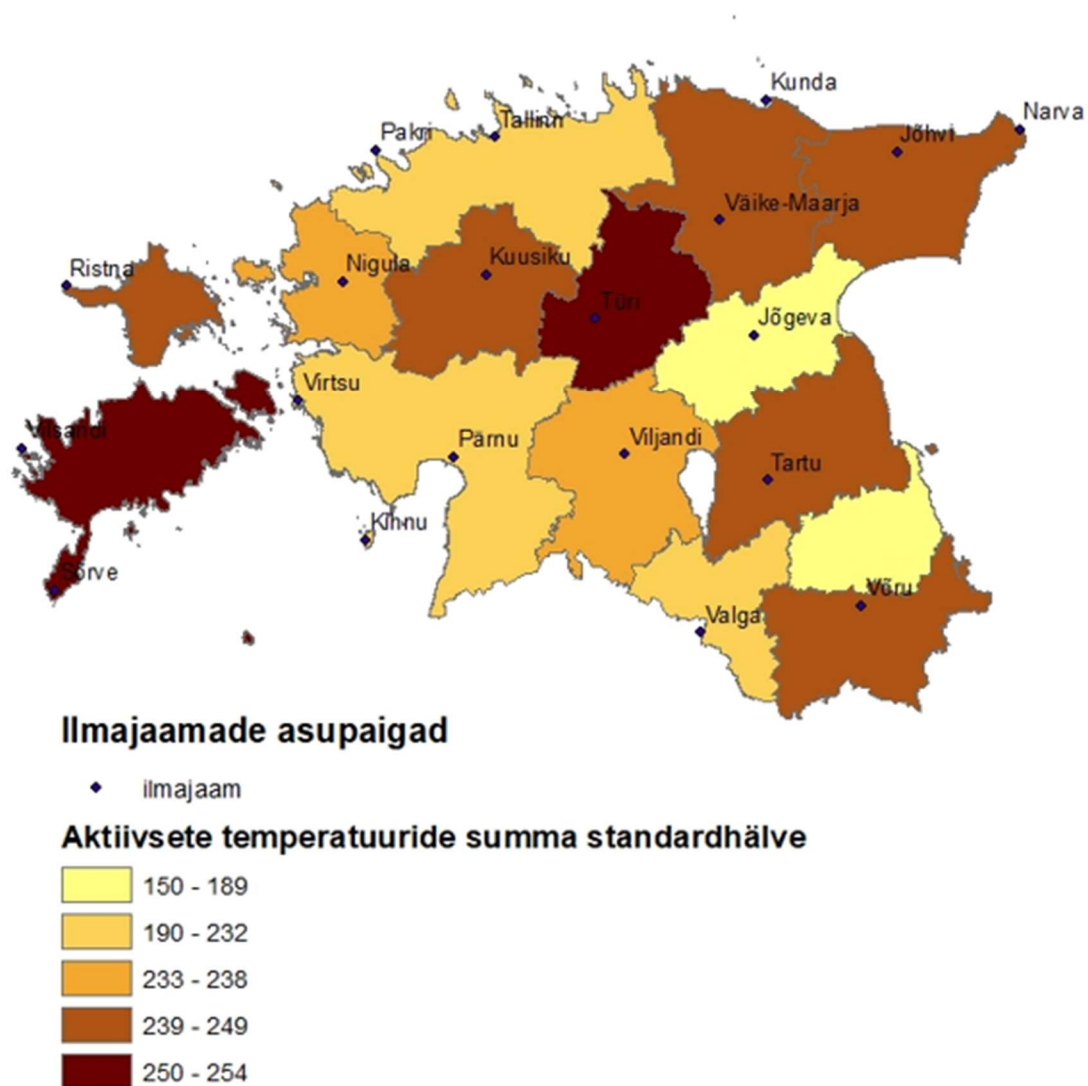 Kunda
Narva
Tallinn
Pakri
Jõhvi
Väike-Maarja
Kuusiku
Nigula
Ristna
Türi
Jõgeva
Virtsu
Vilsandi
Pärnu
Viljandi
Tartu
Kihnu
Sõrve
Võru
Valga
Ilmajaamade asupaigad
ilmajaam
Aktiivsete temperatuuride summa standardhälve
150 - 189
190 - 232
233 - 238
239 - 249
250 - 254